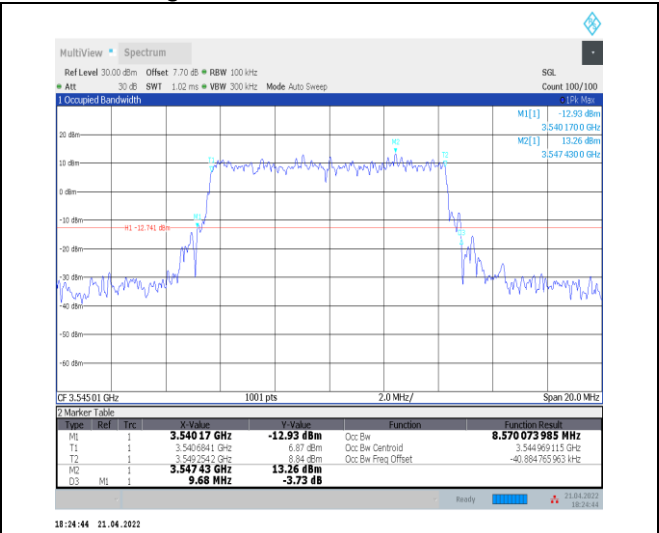 MultiView Spectrum
Ref Level 30.00 dBm Offset 7.70 dB RBW 100 kHz SGL
Att 30 dB SWT 1.02 ms VBW 300 kHz Mode Auto Sweep Count 100/100
1 Occupied Bandwidth 1Pk Max
M1[1] -12.93 dBm
3.5401700 GHz
M2[1] 13.26 dBm
3.5474300 GHz
20 dBm
M2
T1
T2
10 dBm
0 dBm
-10 dBm
M1
H1 -12.741 dBm
D3
-20 dBm
-30 dBm
-40 dBm
-50 dBm
-60 dBm
CF 3.54501 GHz 1001 pts 2.0 MHz/ Span 20.0 MHz
2 Marker Table
Type Ref Trc X-Value Y-Value Function Function Result
M1 1 3.54017 GHz -12.93 dBm Occ Bw 8.570073985 MHz
T1 1 3.5406841 GHz 6.87 dBm Occ Bw Centroid 3.544969115 GHz
T2 1 3.5492542 GHz 8.84 dBm Occ Bw Freq Offset -40.884765963 kHz
M2 1 3.54743 GHz 13.26 dBm
D3 M1 1 9.68 MHz -3.73 dB
Ready 21.04.2022
18:24:44
18:24:44 21.04.2022